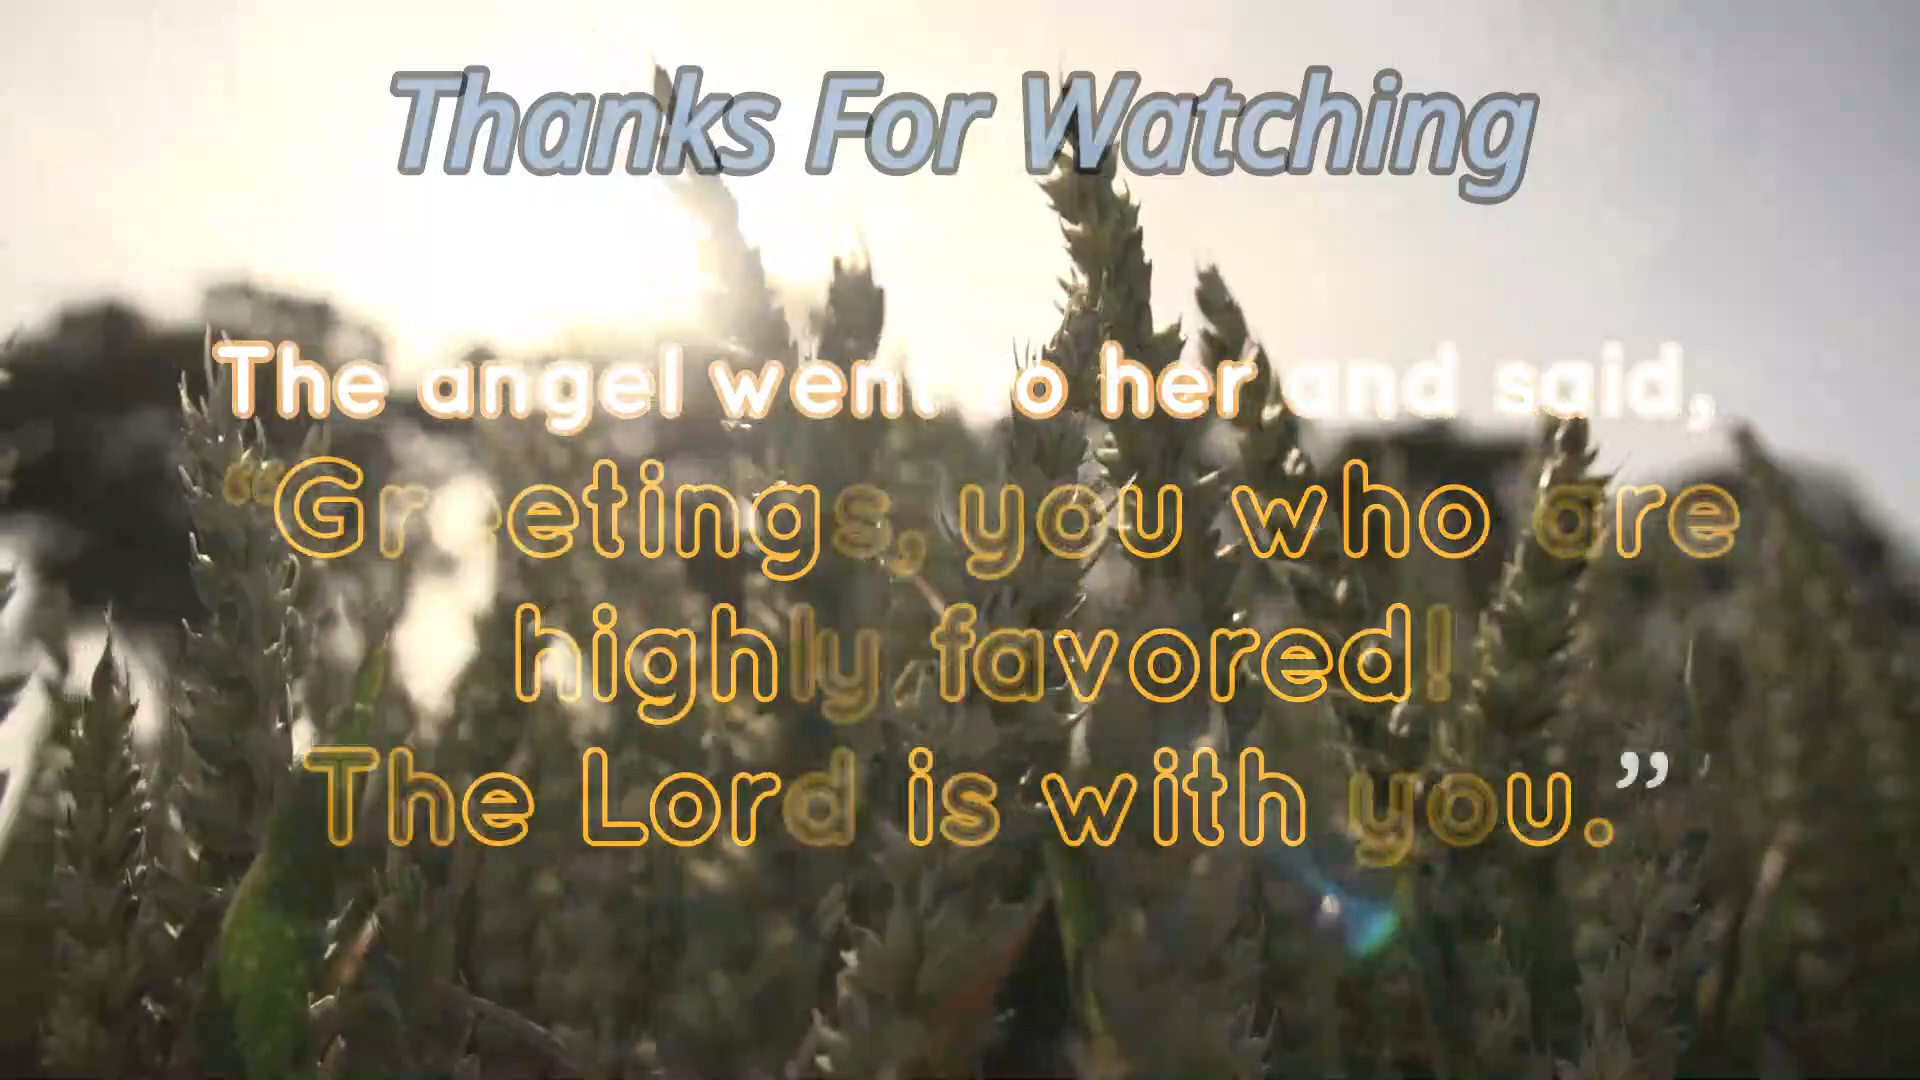 Thanks For Watching
The angel went to her and said,
“Greetings, you who are
highly favored!
The Lord is with you.”